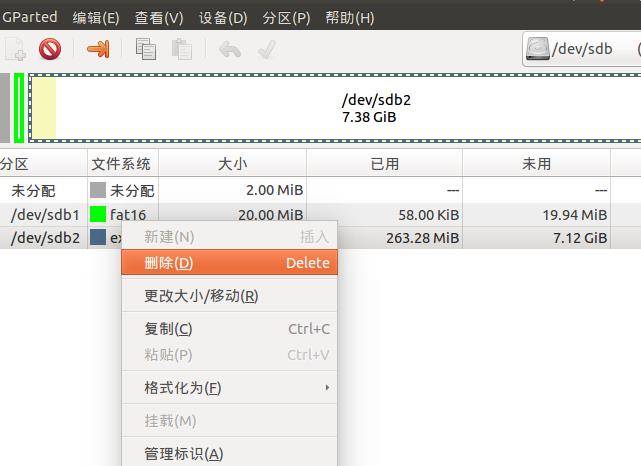 GParted 编辑(E) 查看(V) 设备(D) 分区(P) 帮助(H)
/dev/sdb
/dev/sdb2
7.38 GiB
分区 文件系统 大小 已用 未用
未分配 未分配 2.00 MiB --- ---
/dev/sdb1 fat16 20.00 MiB 58.00 KiB 19.94 MiB
/dev/sdb2 ex 263.28 MiB 7.12 GiB
新建(N) 插入
删除(D) Delete
更改大小/移动(R)
复制(C) Ctrl+C
粘贴(P) Ctrl+V
格式化为(F)
挂载(M)
管理标识(A)